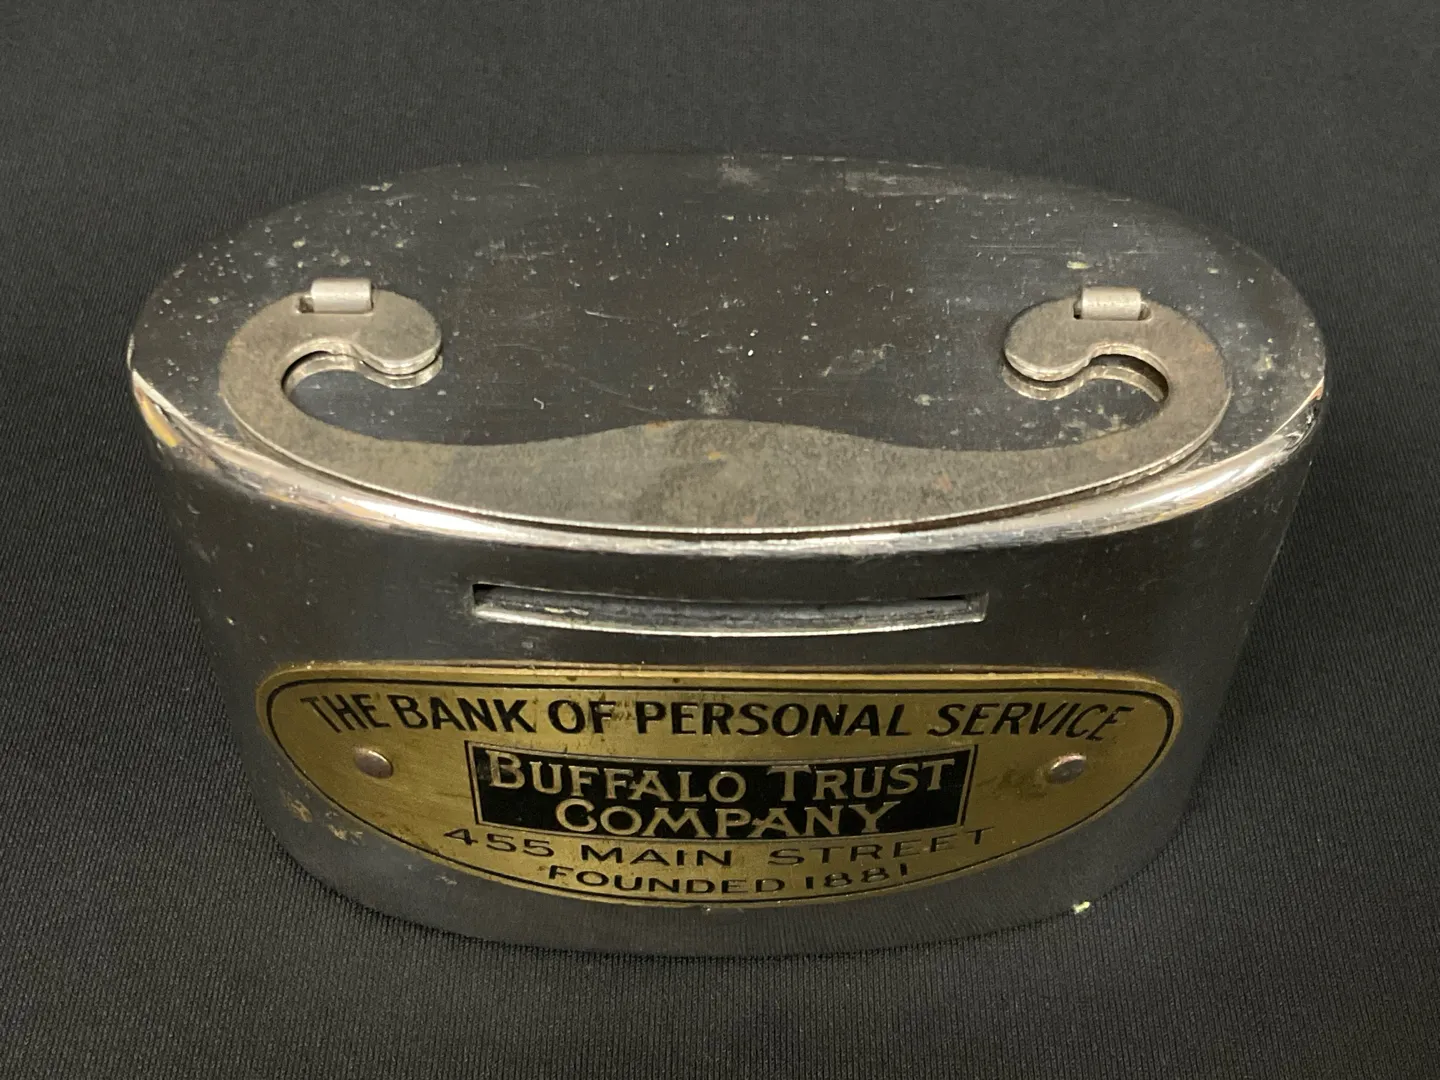 THE BANK OF PERSONAL SERVICE
BUFFALO TRUST
COMPANY
455 MAIN STREET
FOUNDED 1881